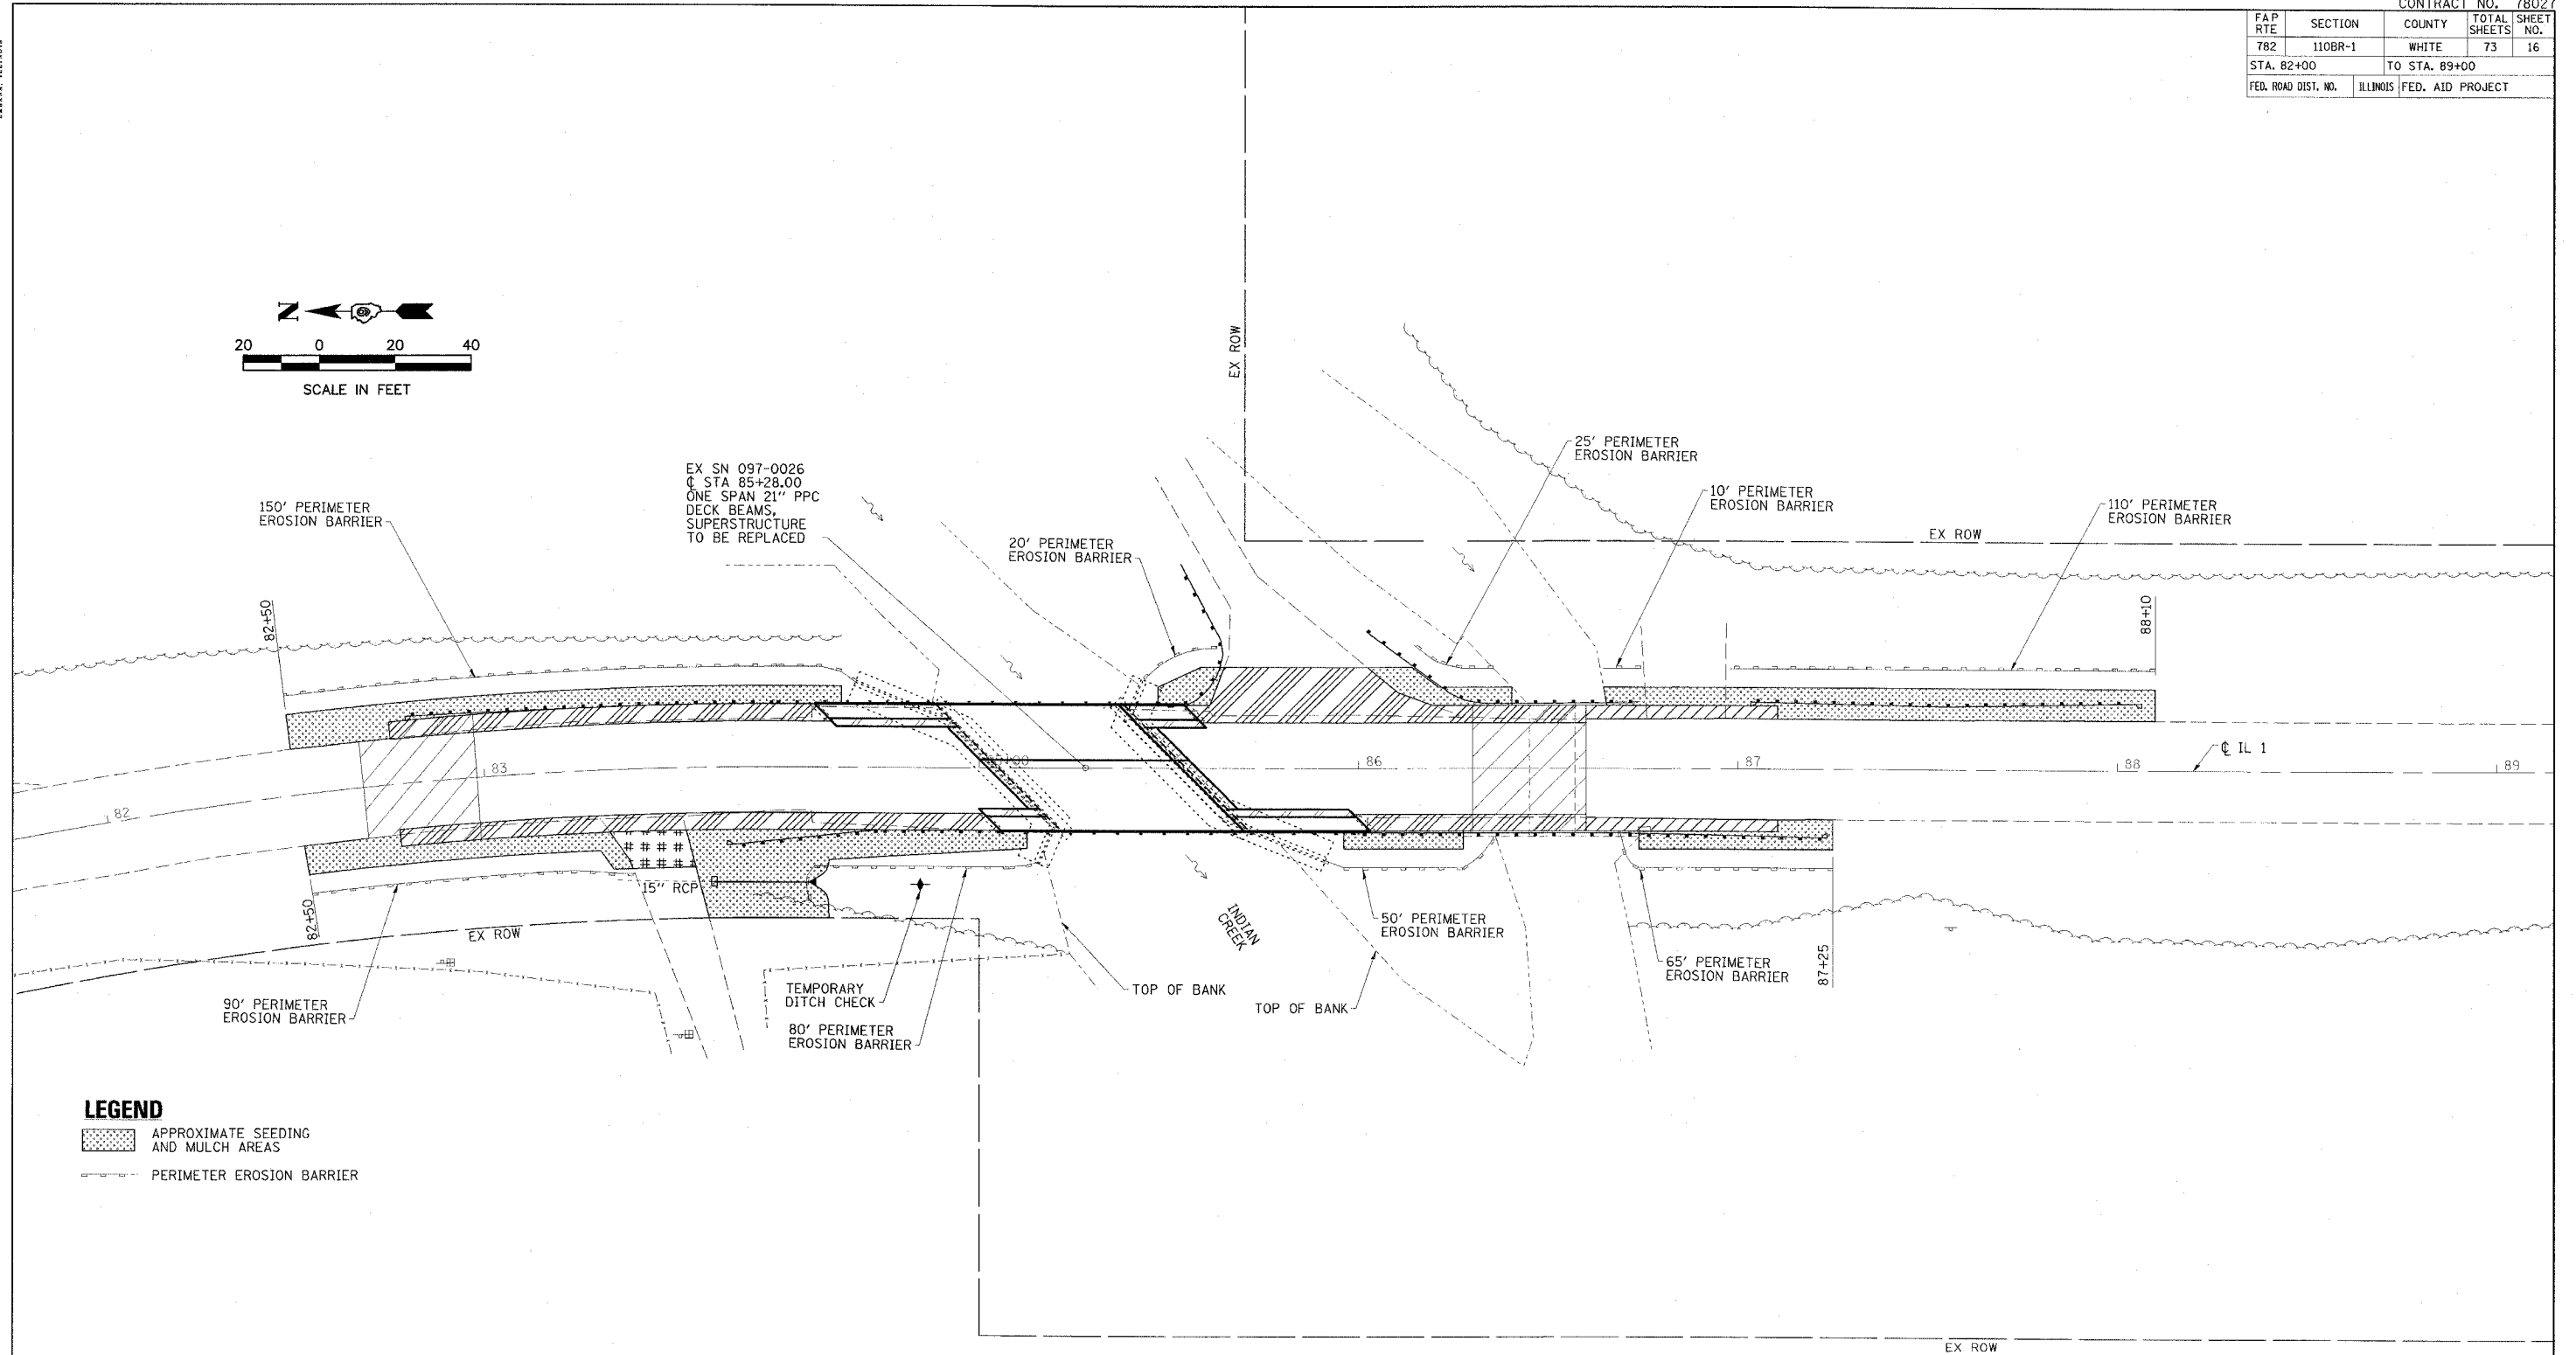 CONTRACT NO. 78027
FAP RTE SECTION COUNTY TOTAL SHEETS SHEET NO.
782 110BR-1 WHITE 73 16
STA. 82+00 TO STA. 89+00
FED. ROAD DIST. NO. ILLINOIS FED. AID PROJECT
N
20 0 20 40
SCALE IN FEET
EX ROW
25' PERIMETER
EROSION BARRIER
EX SN 097-0026
℄ STA 85+28.00
ONE SPAN 21" PPC
DECK BEAMS,
SUPERSTRUCTURE
TO BE REPLACED
150' PERIMETER
EROSION BARRIER
10' PERIMETER
EROSION BARRIER
110' PERIMETER
EROSION BARRIER
20' PERIMETER
EROSION BARRIER
EX ROW
82+50
88+10
℄ IL 1
82
83
86
87
88
89
15" RCP
82+50
EX ROW
INDIAN
CREEK
50' PERIMETER
EROSION BARRIER
65' PERIMETER
EROSION BARRIER
87+25
90' PERIMETER
EROSION BARRIER
TEMPORARY
DITCH CHECK
TOP OF BANK
TOP OF BANK
80' PERIMETER
EROSION BARRIER
LEGEND
APPROXIMATE SEEDING
AND MULCH AREAS
PERIMETER EROSION BARRIER
EX ROW